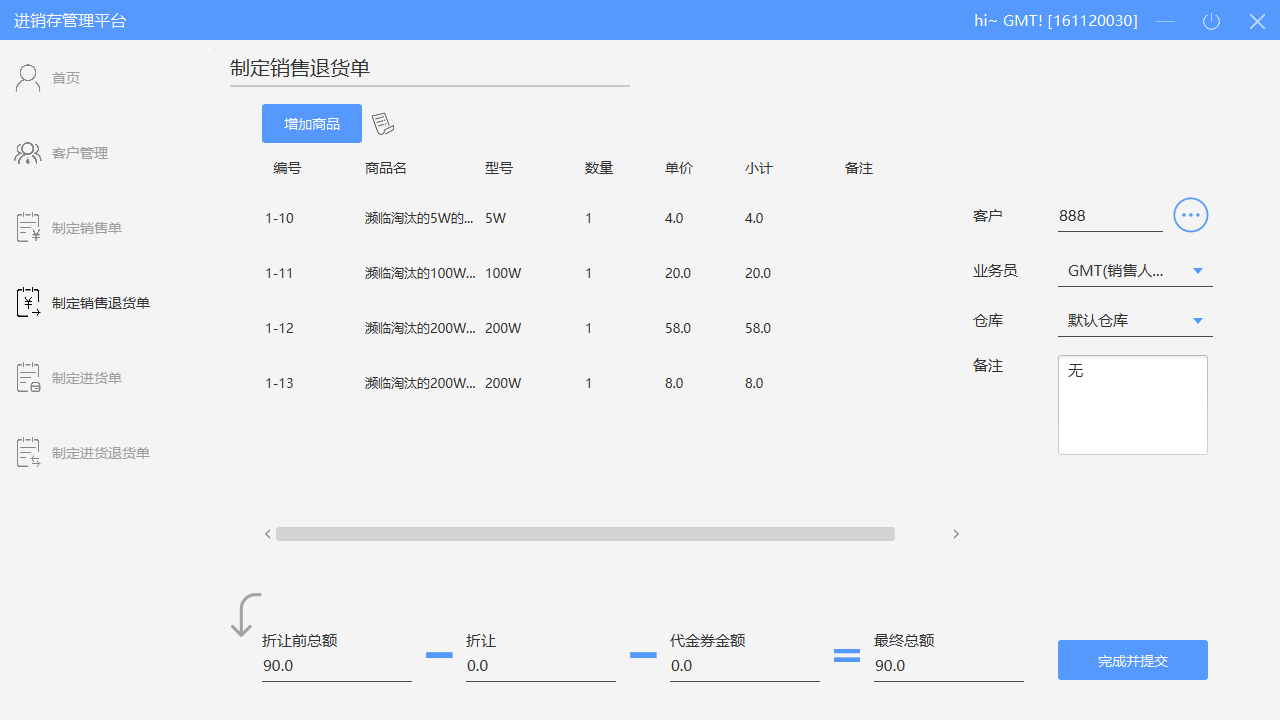 进销存管理平台
hi~ GMT! [161120030]
首页
客户管理
制定销售单
制定销售退货单
制定进货单
制定进货退货单
制定销售退货单
增加商品
编号 商品名 型号 数量 单价 小计 备注
1-10 濒临淘汰的5W的... 5W 1 4.0 4.0
1-11 濒临淘汰的100W... 100W 1 20.0 20.0
1-12 濒临淘汰的200W... 200W 1 58.0 58.0
1-13 濒临淘汰的200W... 200W 1 8.0 8.0
客户 888
业务员 GMT(销售人...
仓库 默认仓库
备注 无
折让前总额 折让 代金券金额 最终总额
90.0 0.0 0.0 90.0
完成并提交